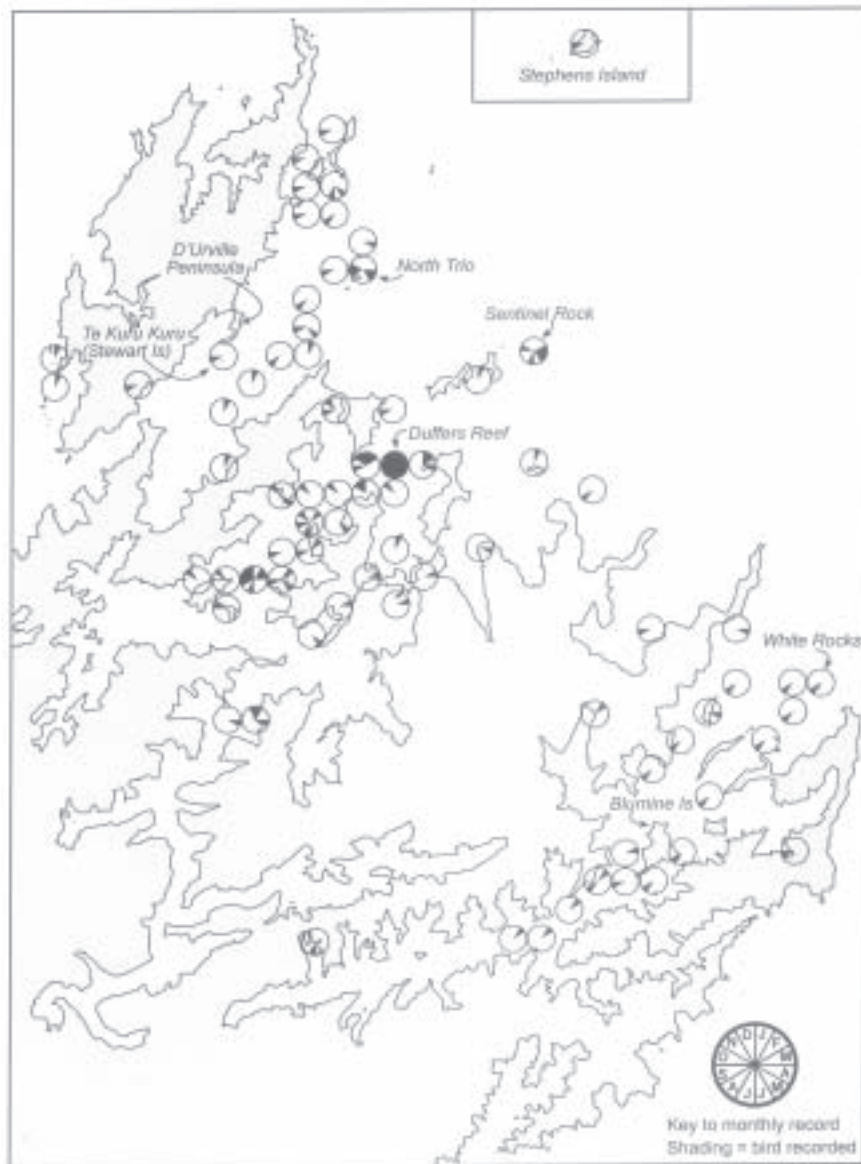 Stephens Island
D'Urville
Peninsula
North Trio
Sentinel Rock
Te Kuru Kuru
(Stewart Is)
Duffers Reef
White Rocks
Blumine Is
D J F M A M J J A S O N
Key to monthly record
Shading = bird recorded